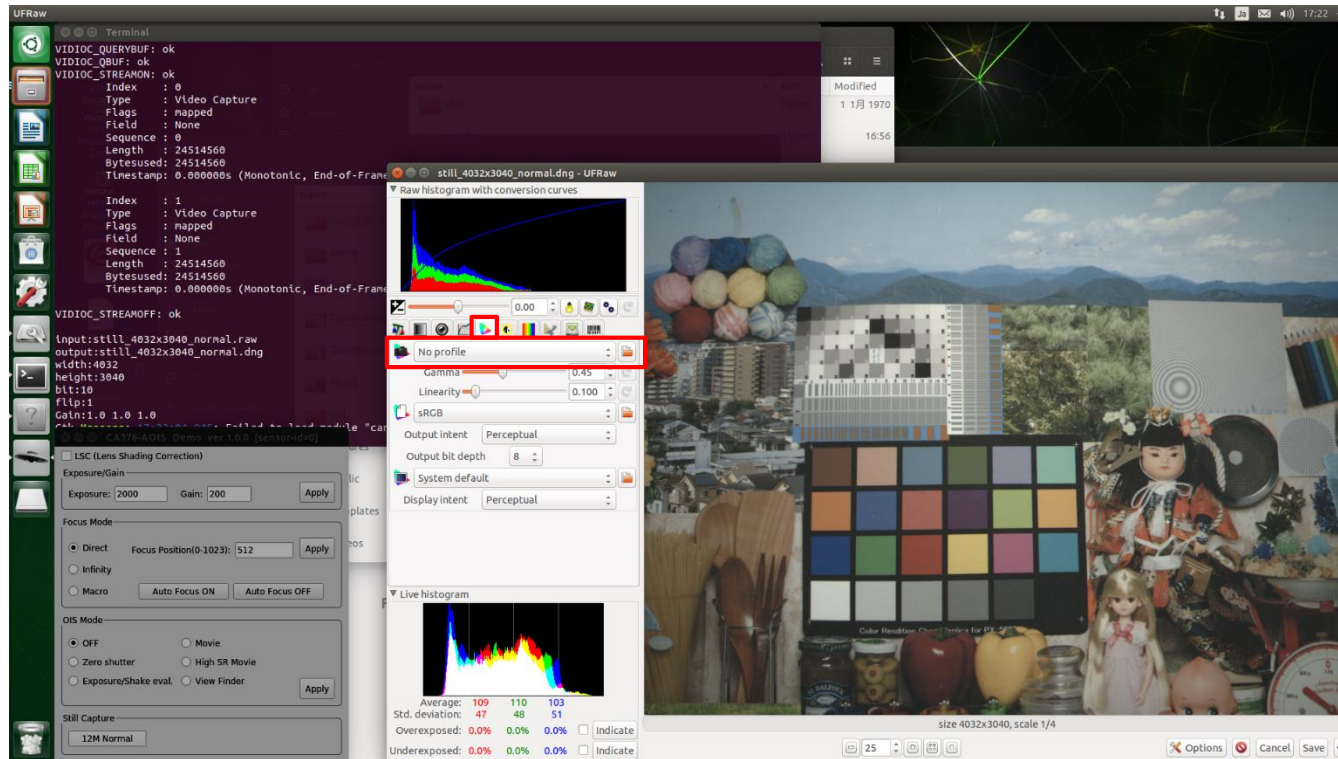 UFRaw
Ja
17:22
Terminal
VIDIOC_QUERYBUF: ok
VIDIOC_QBUF: ok
VIDIOC_STREAMON: ok
Index : 0
Type : Video Capture
Flags : mapped
Field : None
Sequence : 0
Length : 24514560
Bytesused: 24514560
Timestamp: 0.000000s (Monotonic, End-of-Frame
Index : 1
Type : Video Capture
Flags : mapped
Field : None
Sequence : 1
Length : 24514560
Bytesused: 24514560
Timestamp: 0.000000s (Monotonic, End-of-Frame
VIDIOC_STREAMOFF: ok
input:still_4032x3040_normal.raw
output:still_4032x3040_normal.dng
width:4032
height:3040
bit:10
flip:1
Gain:1.0 1.0 1.0
Modified
1 1月 1970
16:56
CA378-AOIS Demo ver 1.0.0 [sensor-id=0]
LSC (Lens Shading Correction)
Exposure/Gain
Exposure: 2000 Gain: 200 Apply
Focus Mode
Direct Focus Position(0-1023): 512 Apply
Infinity
Macro Auto Focus ON Auto Focus OFF
OIS Mode
OFF Movie
Zero shutter High SR Movie
Exposure/Shake eval. View Finder Apply
Still Capture
12M Normal
still_4032x3040_normal.dng - UFRaw
Raw histogram with conversion curves
0.00
No profile
Gamma 0.45
Linearity 0.100
sRGB
Output intent Perceptual
Output bit depth 8
System default
Display intent Perceptual
Live histogram
Average: 109 110 103
Std. deviation: 47 48 51
Overexposed: 0.0% 0.0% 0.0% Indicate
Underexposed: 0.0% 0.0% 0.0% Indicate
size 4032x3040, scale 1/4
25
Options Cancel Save